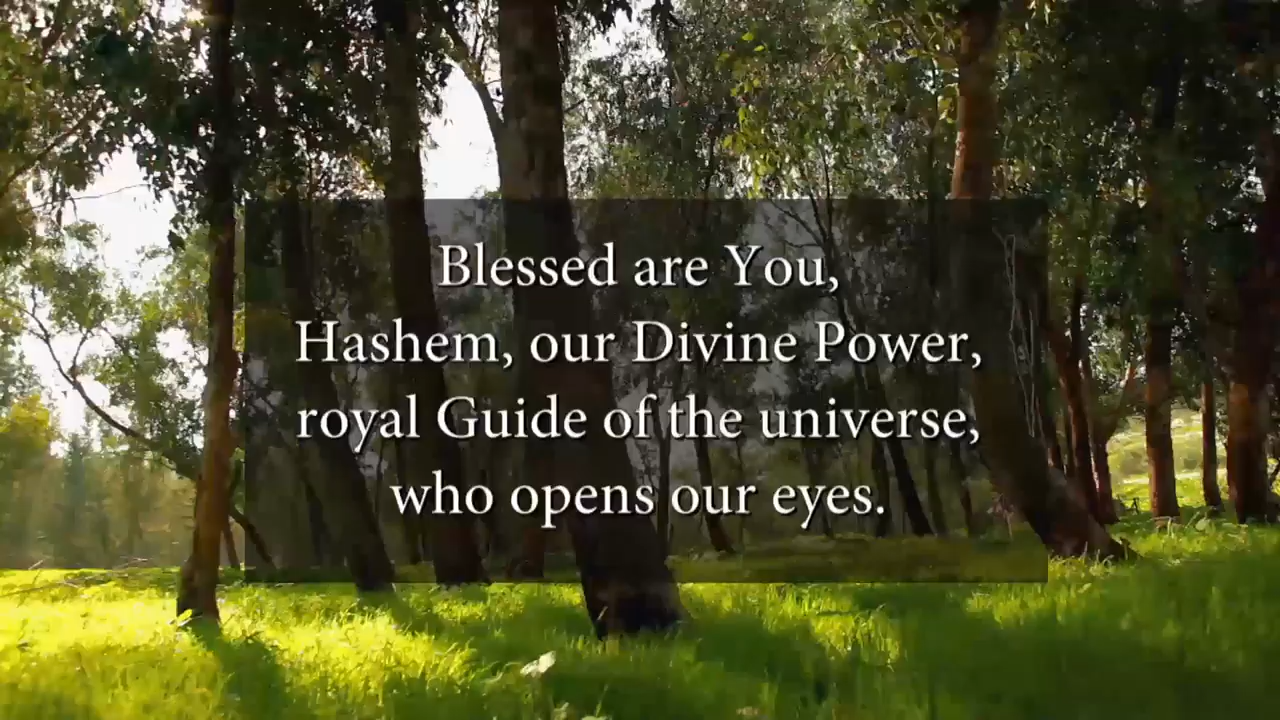 Blessed are You,
Hashem, our Divine Power,
royal Guide of the universe,
who opens our eyes.